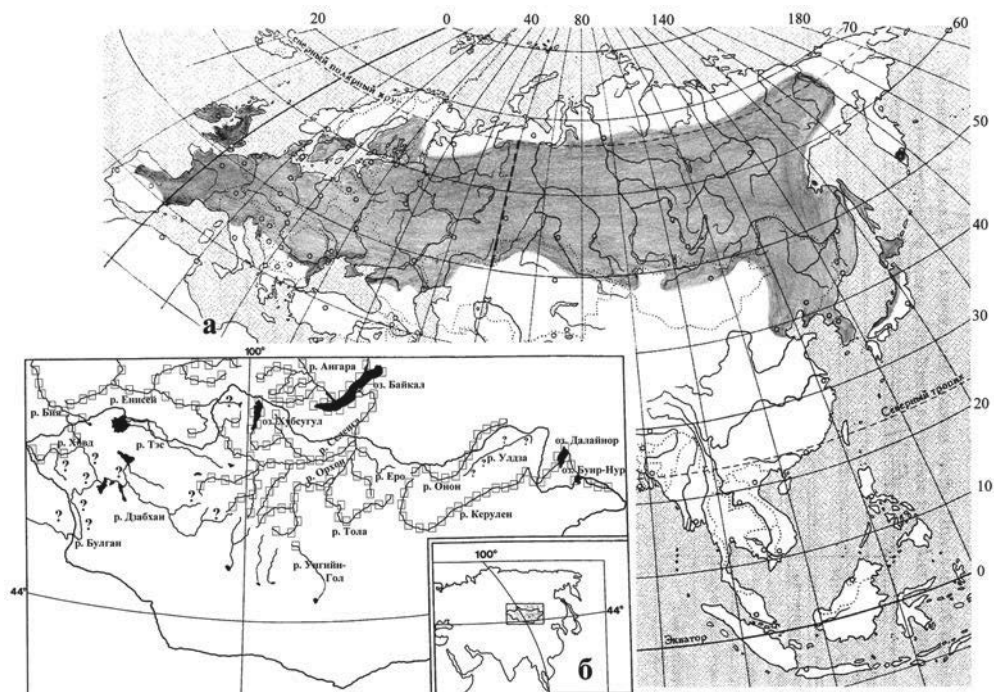 20 0 40 80 140 180 70 60
Северный полярный круг
50
40
30
Северный тропик
20
10
0
Экватор
а
100°
р. Ангара
оз. Байкал
р. Бия
р. Енисей
оз. Хубсугул
р. Ховд
р. Тэс
р. Селенга
р. Орхон
р. Еро
р. Онон
р. Улдза
оз. Далайнор
оз. Буир-Нур
р. Дзабхан
р. Тола
р. Керулен
р. Булган
р. Унгийн-Гол
44°
? ? ? ? ? ? ? ? ? ? ? ?
100°
44°
б